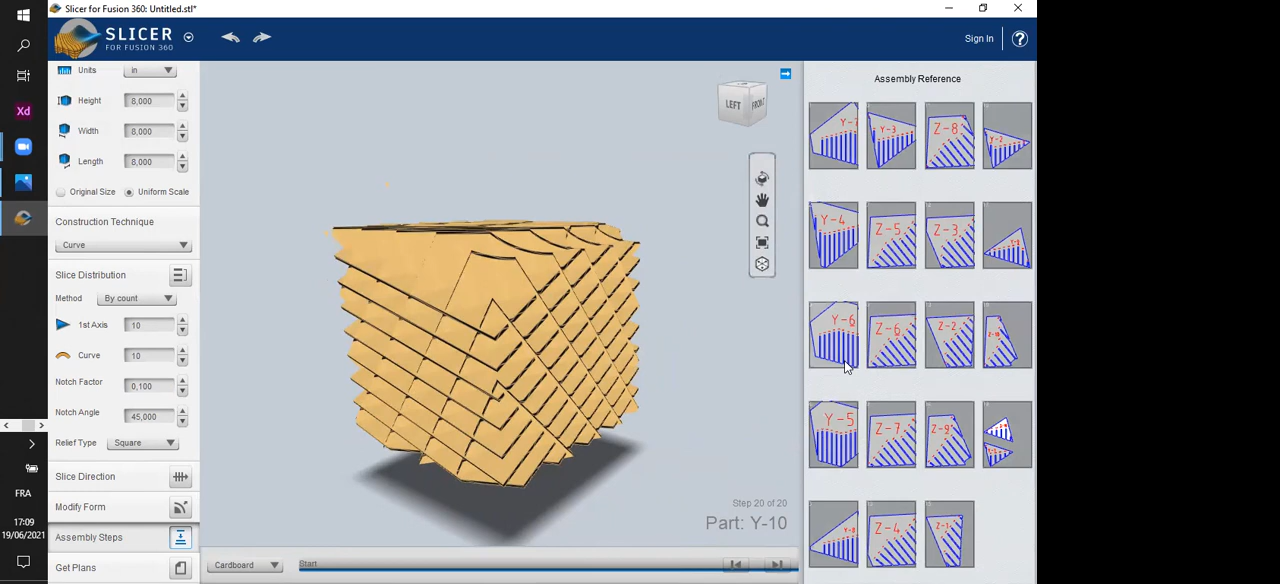 Slicer for Fusion 360: Untitled.stl*
SLICER
FOR FUSION 360
Sign In
?
Xd
Units in
Height 8,000
Width 8,000
Length 8,000
Original Size Uniform Scale
Construction Technique
Curve
Slice Distribution
Method By count
1st Axis 10
Curve 10
Notch Factor 0,100
Notch Angle 45,000
Relief Type Square
Slice Direction
Modify Form
Assembly Steps
Get Plans
FRA
17:09
19/06/2021
LEFT FRONT
Step 20 of 20
Part: Y-10
Cardboard
Start
Assembly Reference
Y-3 Z-8 Y-2
Y-4 Z-5 Z-3
Y-6 Z-6 Z-2 Z-10
Y-5 Z-7 Z-9
Y-8 Z-4 Z-1